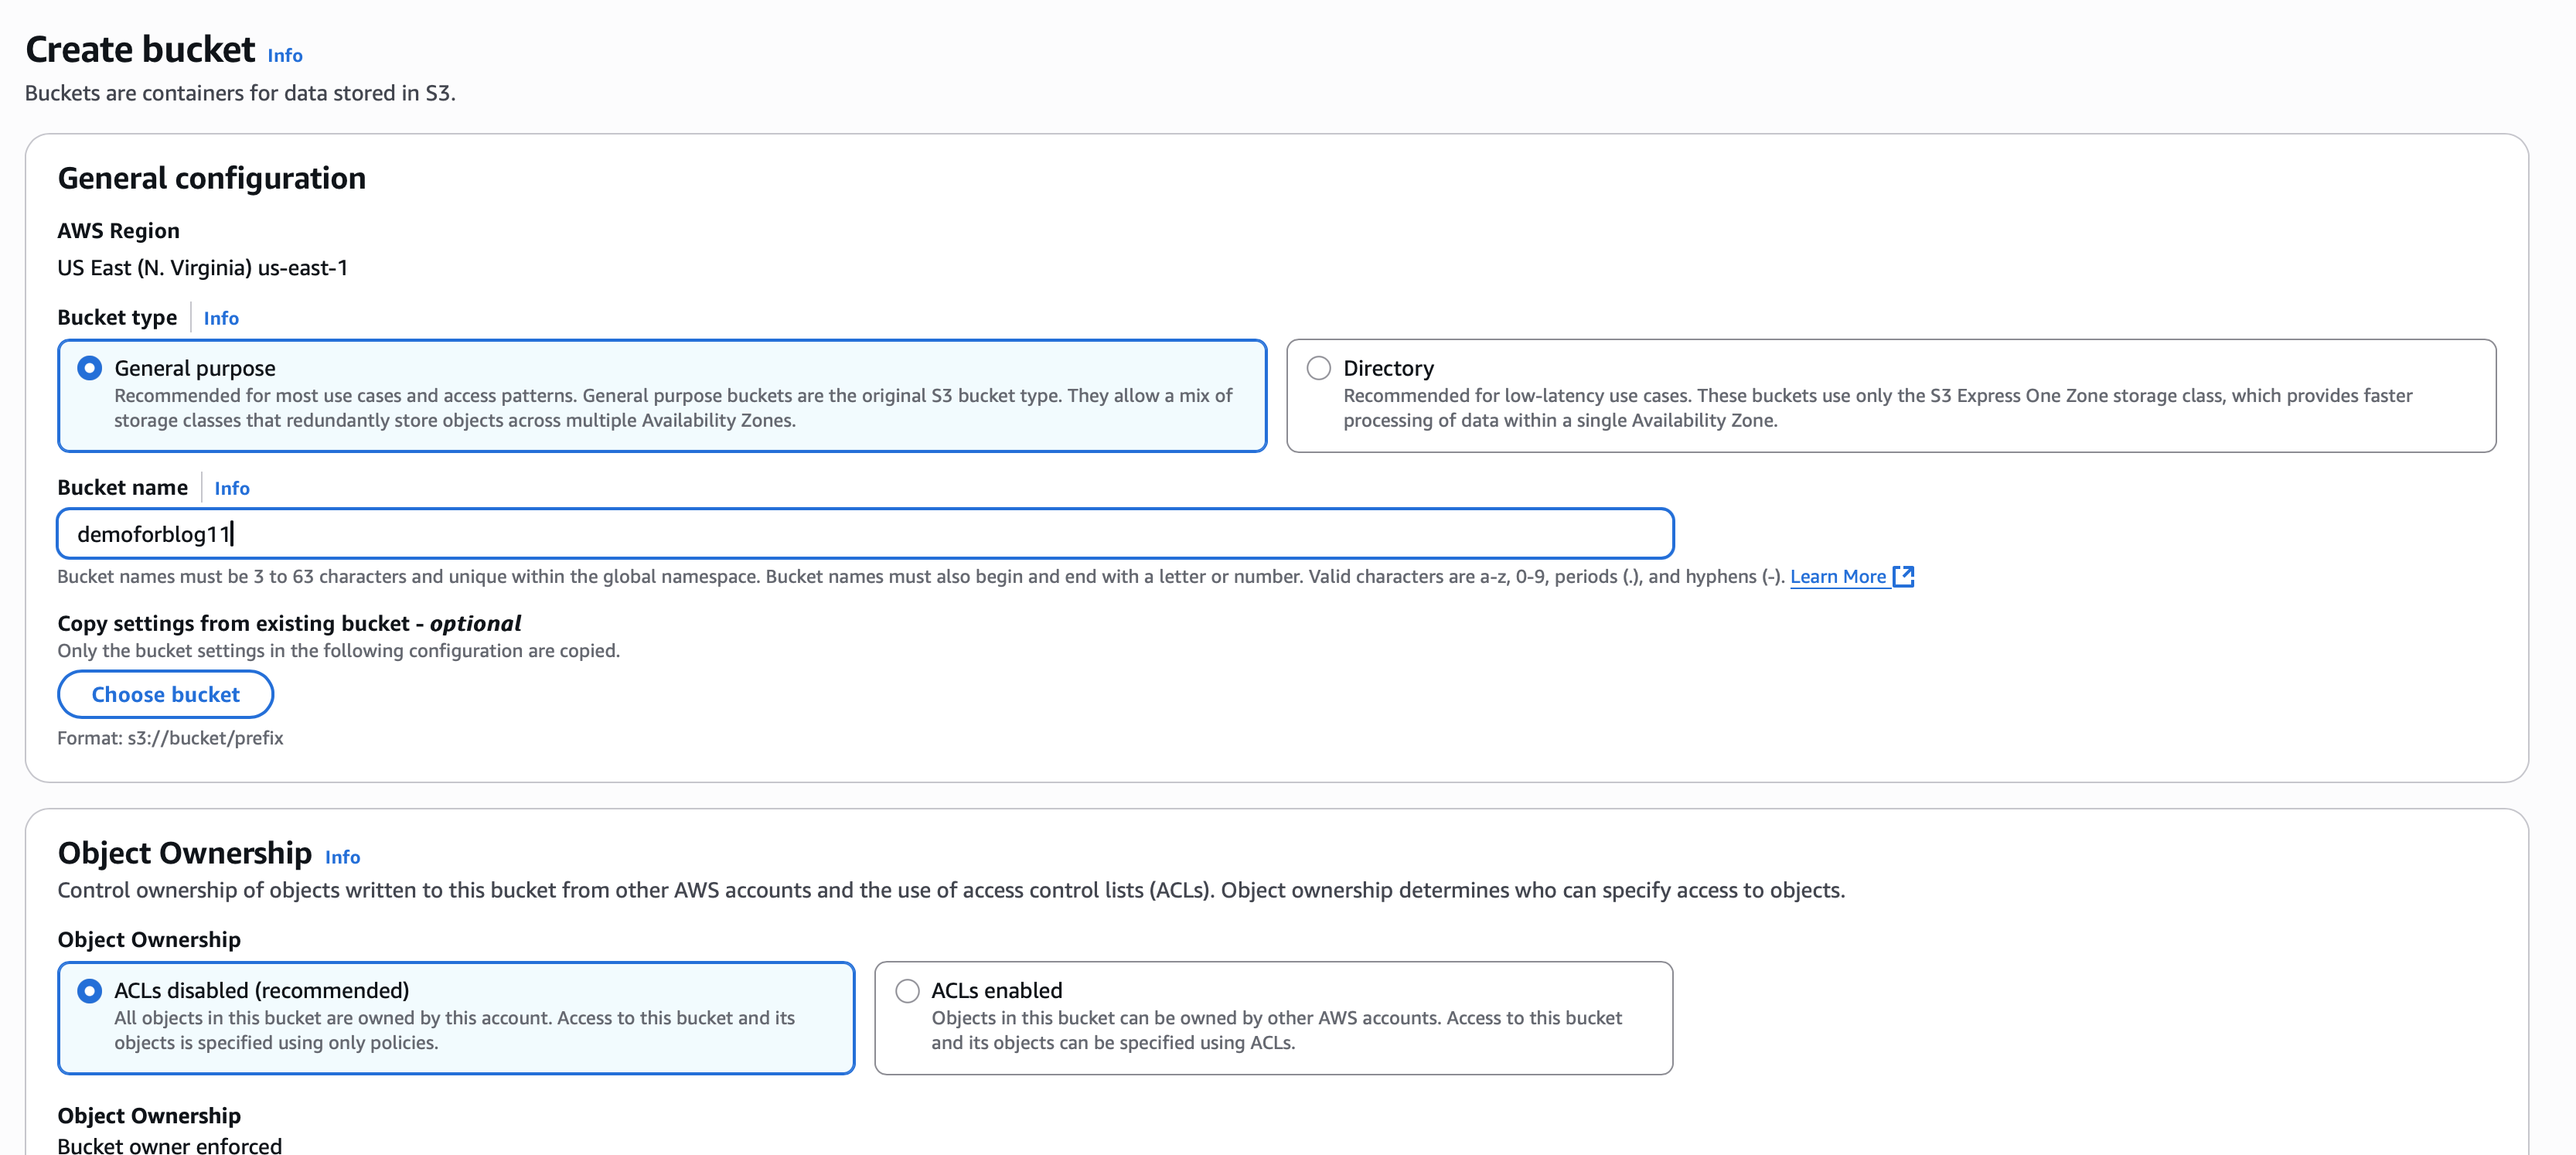 Create bucket Info
Buckets are containers for data stored in S3.
General configuration
AWS Region
US East (N. Virginia) us-east-1
Bucket type Info
General purpose
Recommended for most use cases and access patterns. General purpose buckets are the original S3 bucket type. They allow a mix of
storage classes that redundantly store objects across multiple Availability Zones.
Directory
Recommended for low-latency use cases. These buckets use only the S3 Express One Zone storage class, which provides faster
processing of data within a single Availability Zone.
Bucket name Info
demoforblog11
Bucket names must be 3 to 63 characters and unique within the global namespace. Bucket names must also begin and end with a letter or number. Valid characters are a-z, 0-9, periods (.), and hyphens (-). Learn More
Copy settings from existing bucket - optional
Only the bucket settings in the following configuration are copied.
Choose bucket
Format: s3://bucket/prefix
Object Ownership Info
Control ownership of objects written to this bucket from other AWS accounts and the use of access control lists (ACLs). Object ownership determines who can specify access to objects.
Object Ownership
ACLs disabled (recommended)
All objects in this bucket are owned by this account. Access to this bucket and its
objects is specified using only policies.
ACLs enabled
Objects in this bucket can be owned by other AWS accounts. Access to this bucket
and its objects can be specified using ACLs.
Object Ownership
Bucket owner enforced